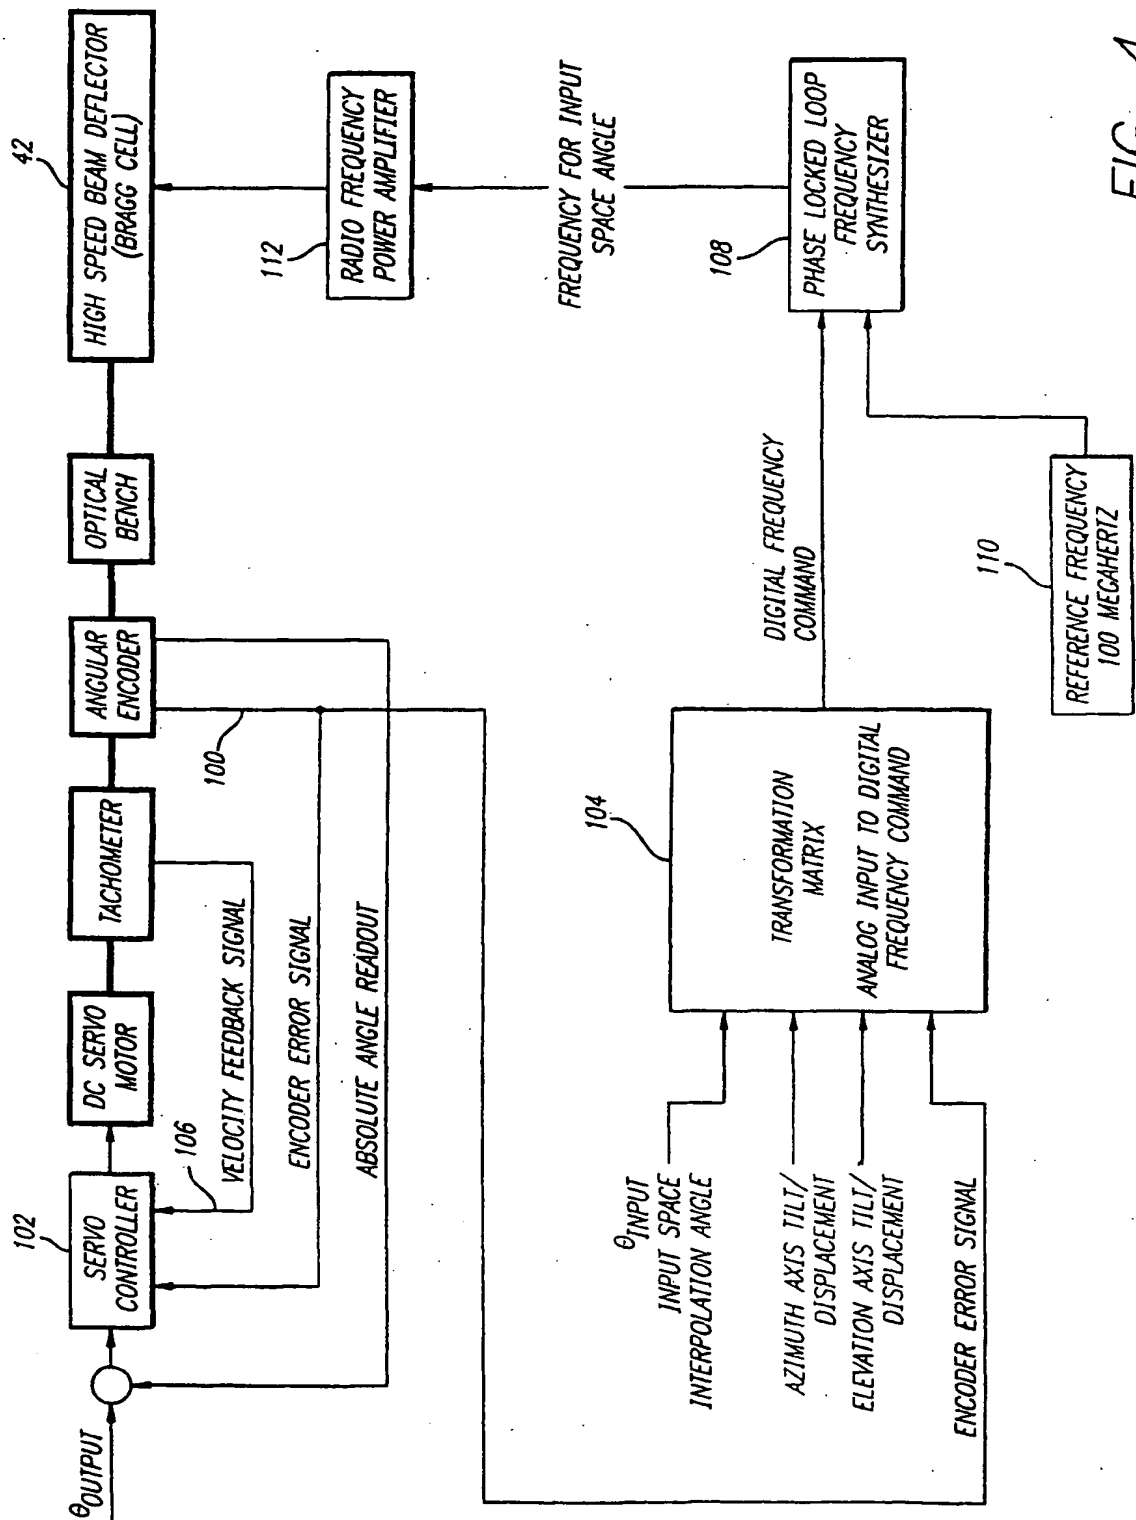 42
HIGH SPEED BEAM DEFLECTOR
(BRAGG CELL)
OPTICAL
BENCH
ANGULAR
ENCODER
TACHOMETER
DC SERVO
MOTOR
102
SERVO
CONTROLLER
θOUTPUT
106
VELOCITY FEEDBACK SIGNAL
100
ENCODER ERROR SIGNAL
ABSOLUTE ANGLE READOUT
112
RADIO FREQUENCY
POWER AMPLIFIER
FREQUENCY FOR INPUT
SPACE ANGLE
108
PHASE LOCKED LOOP
FREQUENCY
SYNTHESIZER
DIGITAL FREQUENCY
COMMAND
110
REFERENCE FREQUENCY
100 MEGAHERTZ
104
TRANSFORMATION
MATRIX
ANALOG INPUT TO DIGITAL
FREQUENCY COMMAND
θINPUT
INPUT SPACE
INTERPOLATION ANGLE
AZIMUTH AXIS TILT/
DISPLACEMENT
ELEVATION AXIS TILT/
DISPLACEMENT
ENCODER ERROR SIGNAL
FIG. 4